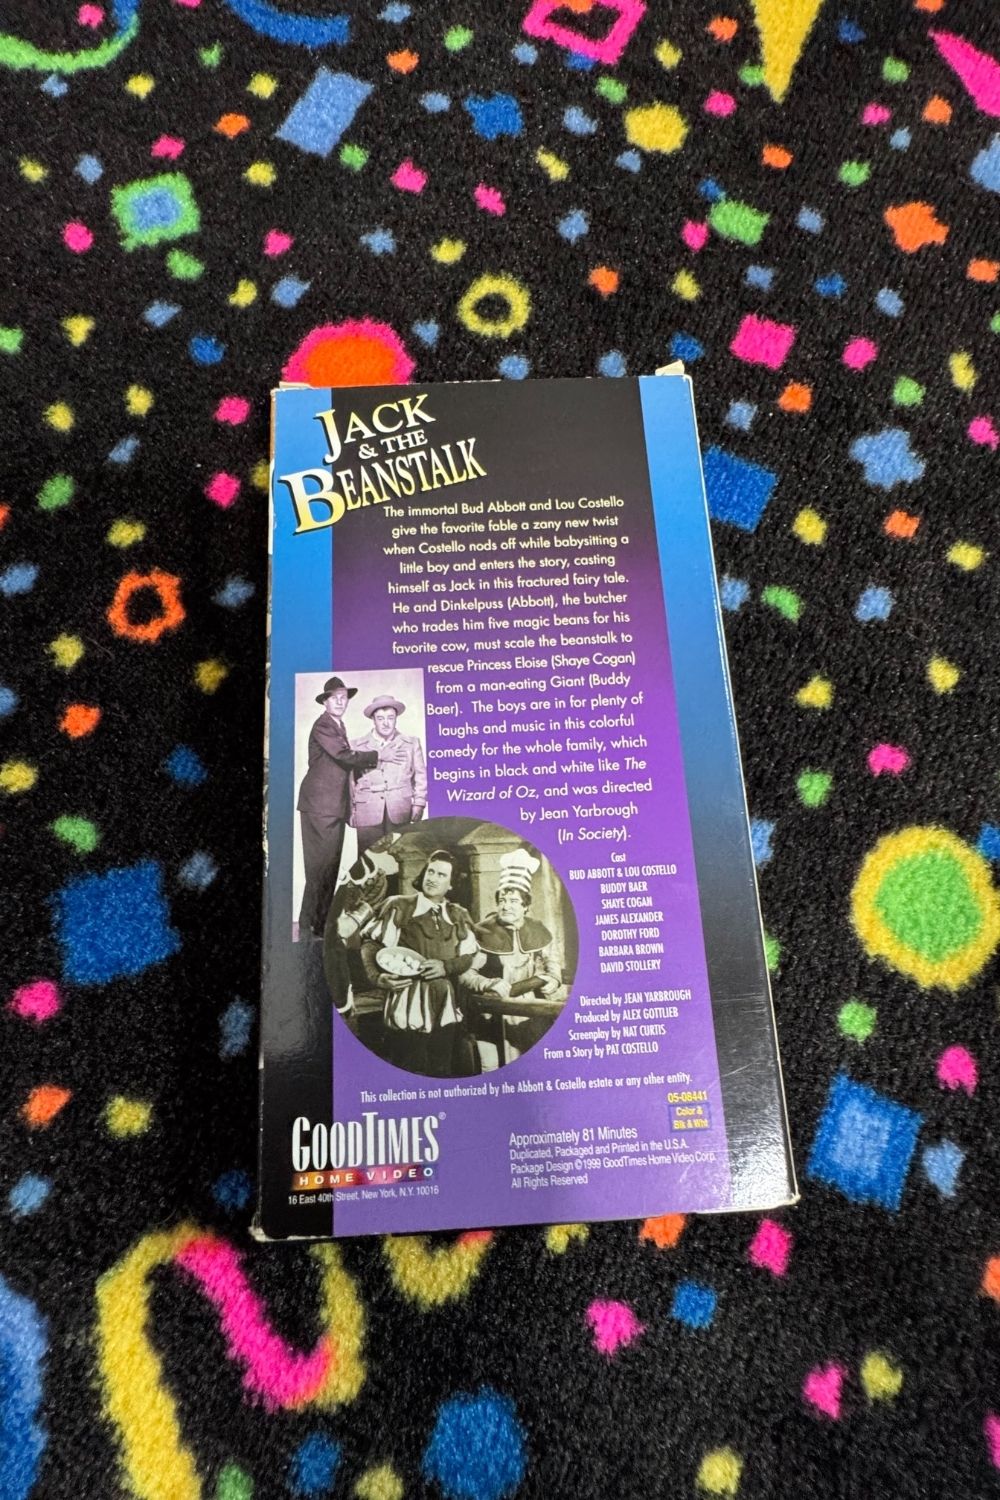 JACK
& THE
BEANSTALK
The immortal Bud Abbott and Lou Costello
give the favorite fable a zany new twist
when Costello nods off while babysitting a
little boy and enters the story, casting
himself as Jack in this fractured fairy tale.
He and Dinkelpuss (Abbott), the butcher
who trades him five magic beans for his
favorite cow, must scale the beanstalk to
rescue Princess Eloise (Shaye Cogan)
from a man-eating Giant (Buddy
Baer). The boys are in for plenty of
laughs and music in this colorful
comedy for the whole family, which
begins in black and white like The
Wizard of Oz, and was directed
by Jean Yarbrough
(In Society).
Cast
BUD ABBOTT & LOU COSTELLO
BUDDY BAER
SHAYE COGAN
JAMES ALEXANDER
DOROTHY FORD
BARBARA BROWN
DAVID STOLLERY
Directed by JEAN YARBROUGH
Produced by ALEX GOTTLIEB
Screenplay by NAT CURTIS
From a Story by PAT COSTELLO
This collection is not authorized by the Abbott & Costello estate or any other entity.
05-08441
Color &
Blk & Wht
GOODTIMES®
HOME VIDEO
16 East 40th Street, New York, N.Y. 10016
Approximately 81 Minutes
Duplicated, Packaged and Printed in the U.S.A.
Package Design ©1999 GoodTimes Home Video Corp.
All Rights Reserved